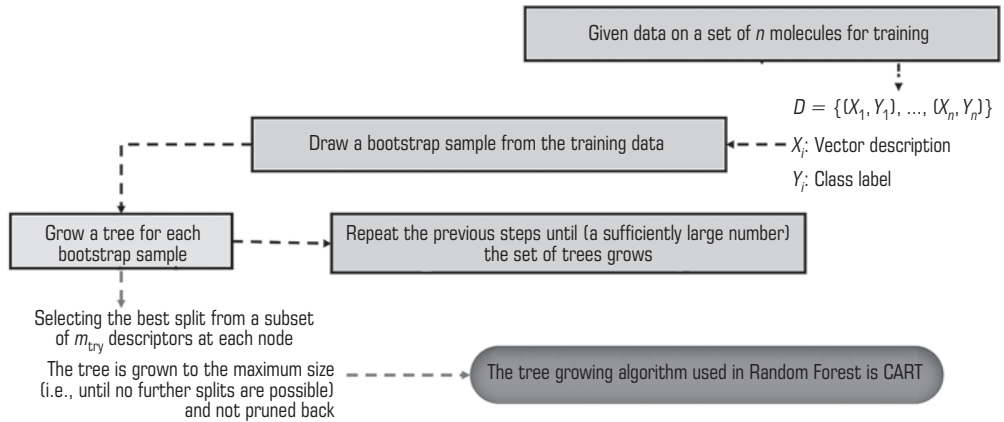 Given data on a set of n molecules for training
D = {(X₁, Y₁), ..., (Xₙ, Yₙ)}
Xᵢ: Vector description
Yᵢ: Class label
Draw a bootstrap sample from the training data
Grow a tree for each
bootstrap sample
Repeat the previous steps until (a sufficiently large number)
the set of trees grows
Selecting the best split from a subset
of m_try descriptors at each node
The tree is grown to the maximum size
(i.e., until no further splits are possible)
and not pruned back
The tree growing algorithm used in Random Forest is CART